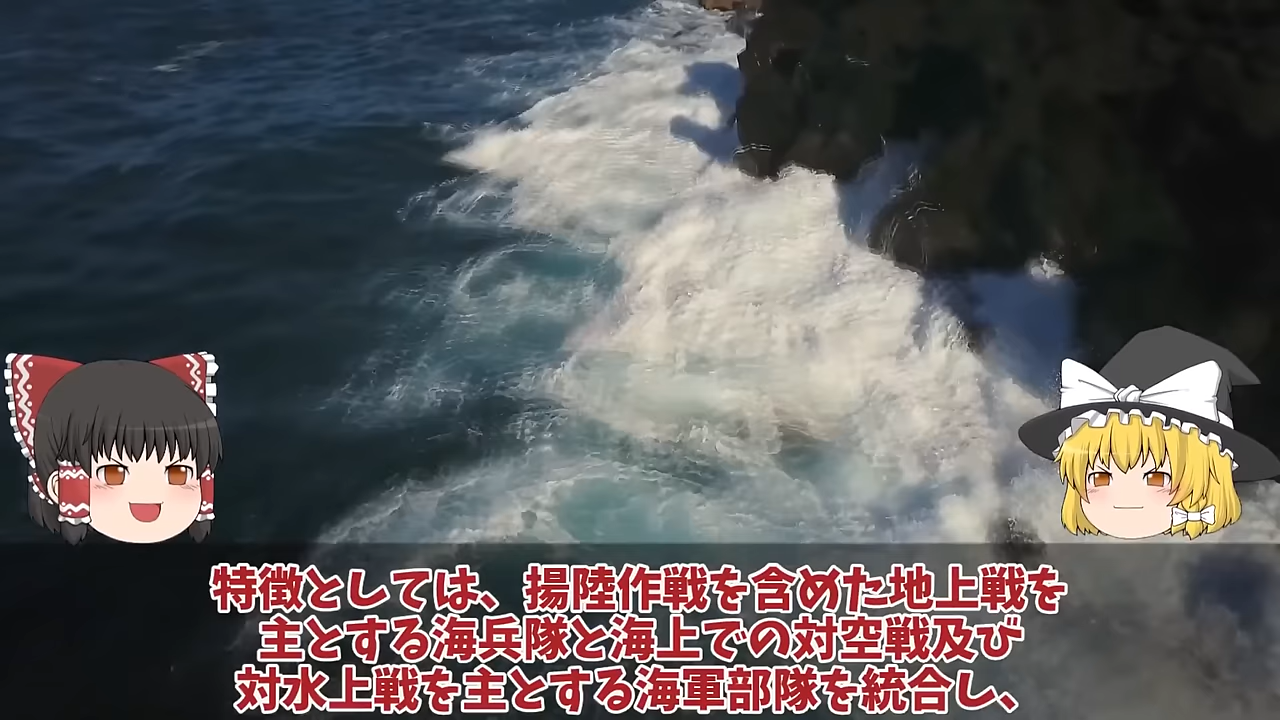 特徴としては、揚陸作戦を含めた地上戦を
主とする海兵隊と海上での対空戦及び
対水上戦を主とする海軍部隊を統合し、